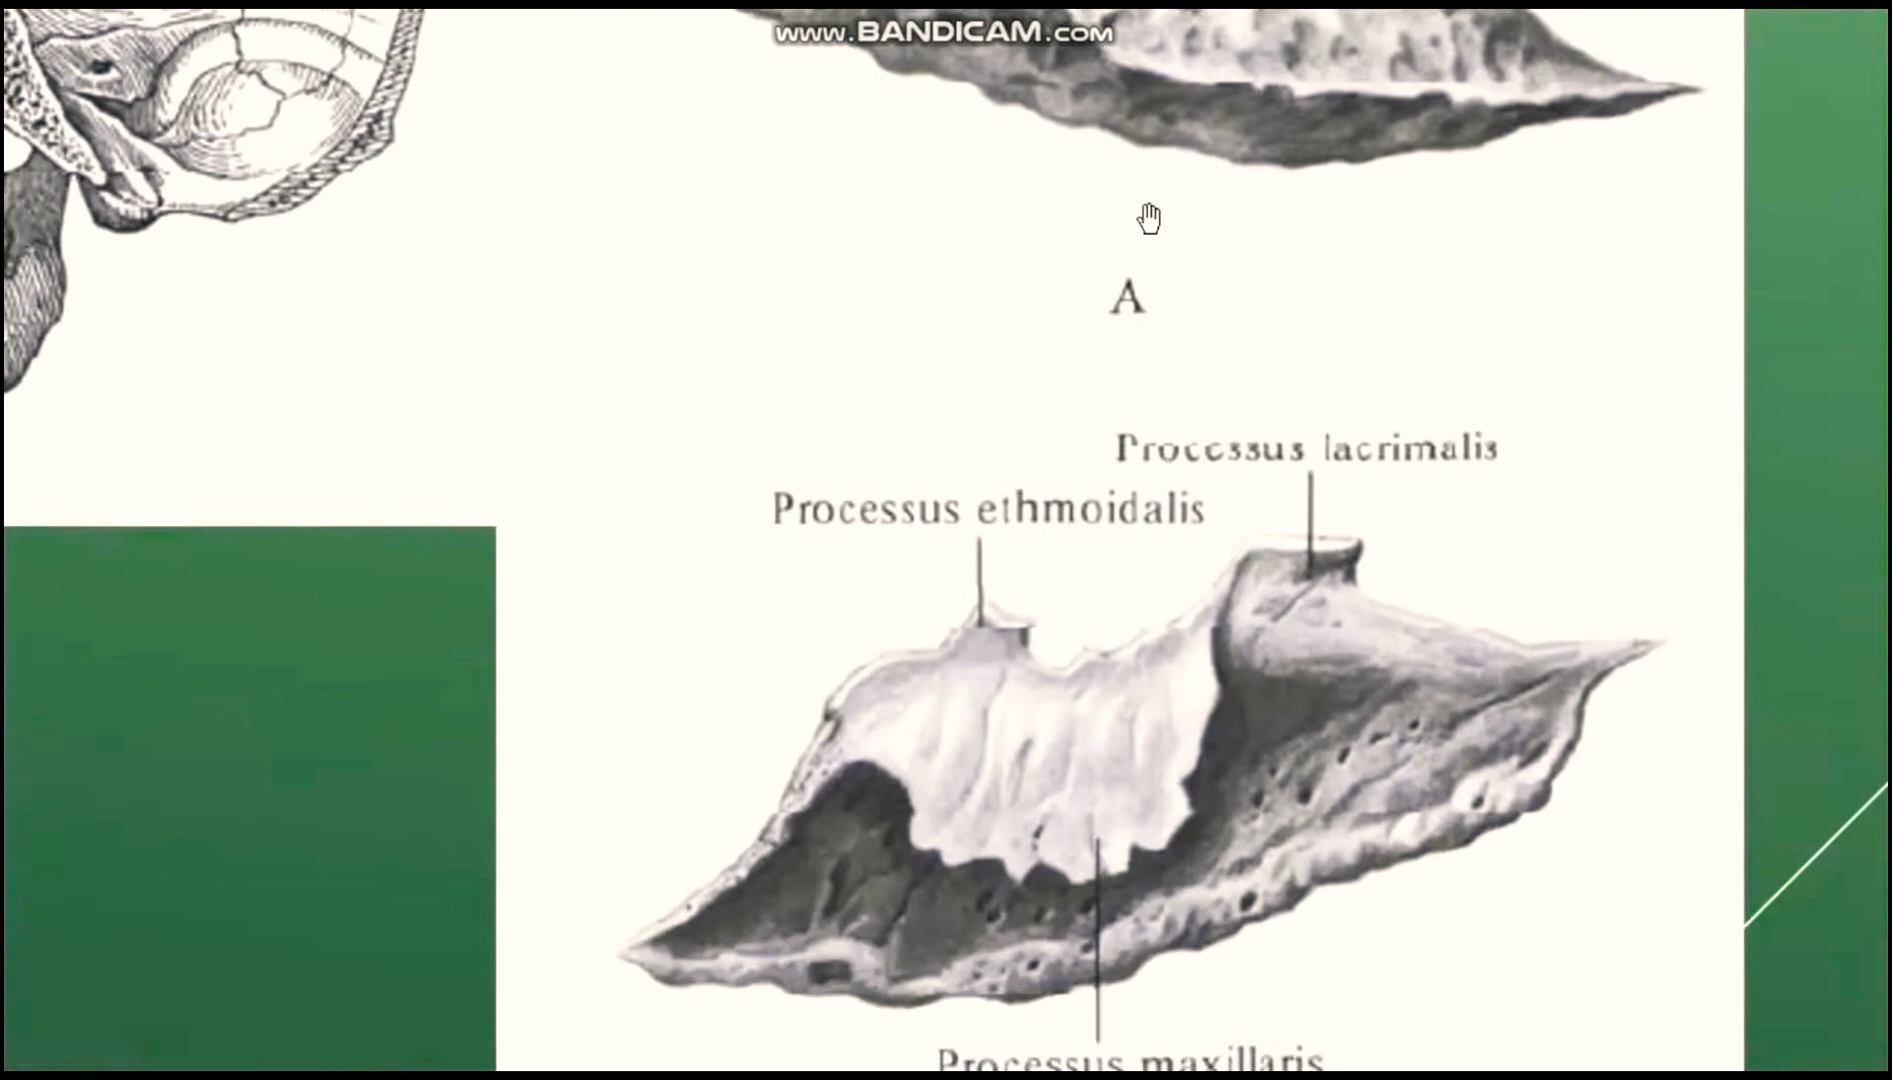 www.BANDICAM.com
A
Processus lacrimalis
Processus ethmoidalis
Processus maxillaris